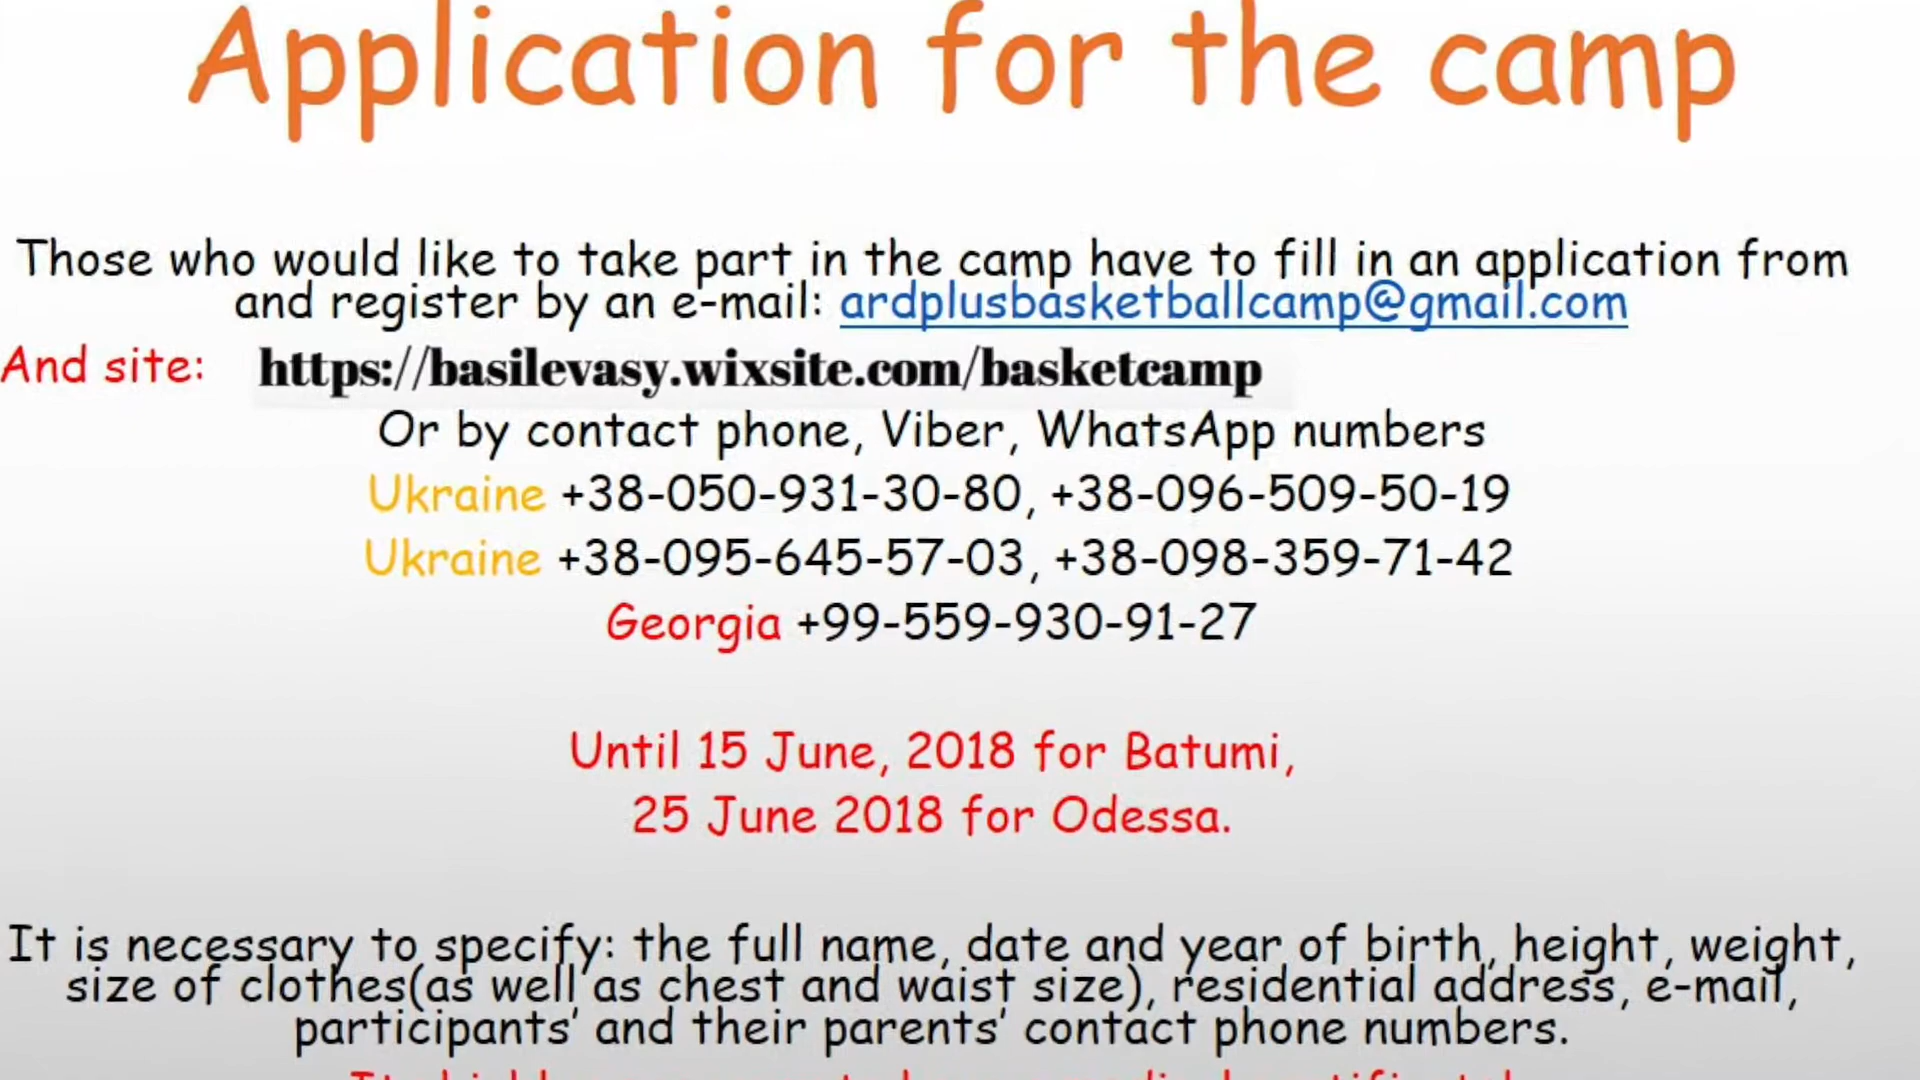 Application for the camp
Those who would like to take part in the camp have to fill in an application from
and register by an e-mail: ardplusbasketballcamp@gmail.com
And site: https://basilevasy.wixsite.com/basketcamp
Or by contact phone, Viber, WhatsApp numbers
Ukraine +38-050-931-30-80, +38-096-509-50-19
Ukraine +38-095-645-57-03, +38-098-359-71-42
Georgia +99-559-930-91-27
Until 15 June, 2018 for Batumi,
25 June 2018 for Odessa.
It is necessary to specify: the full name, date and year of birth, height, weight,
size of clothes(as well as chest and waist size), residential address, e-mail,
participants’ and their parents’ contact phone numbers.